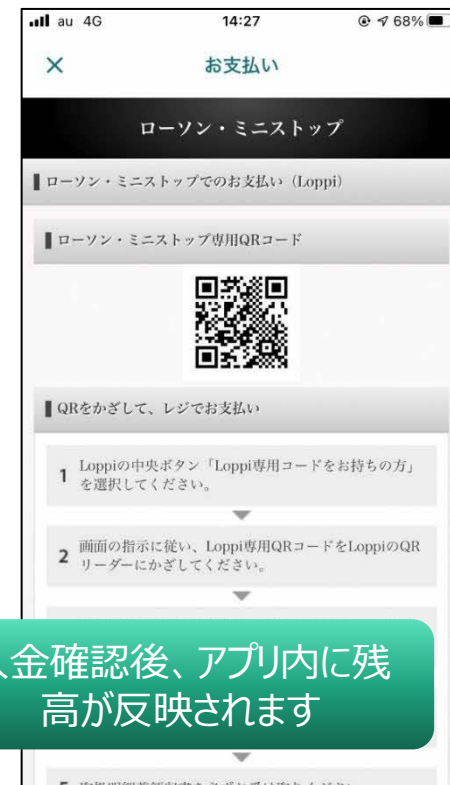 au 4G 14:27 68%
× お支払い
ローソン・ミニストップ
ローソン・ミニストップでのお支払い（Loppi）
ローソン・ミニストップ専用QRコード
QRをかざして、レジでお支払い
1 Loppiの中央ボタン「Loppi専用コードをお持ちの方」
を選択してください。
2 画面の指示に従い、Loppi専用QRコードをLoppiのQR
リーダーにかざしてください。
金確認後、アプリ内に残
高が反映されます